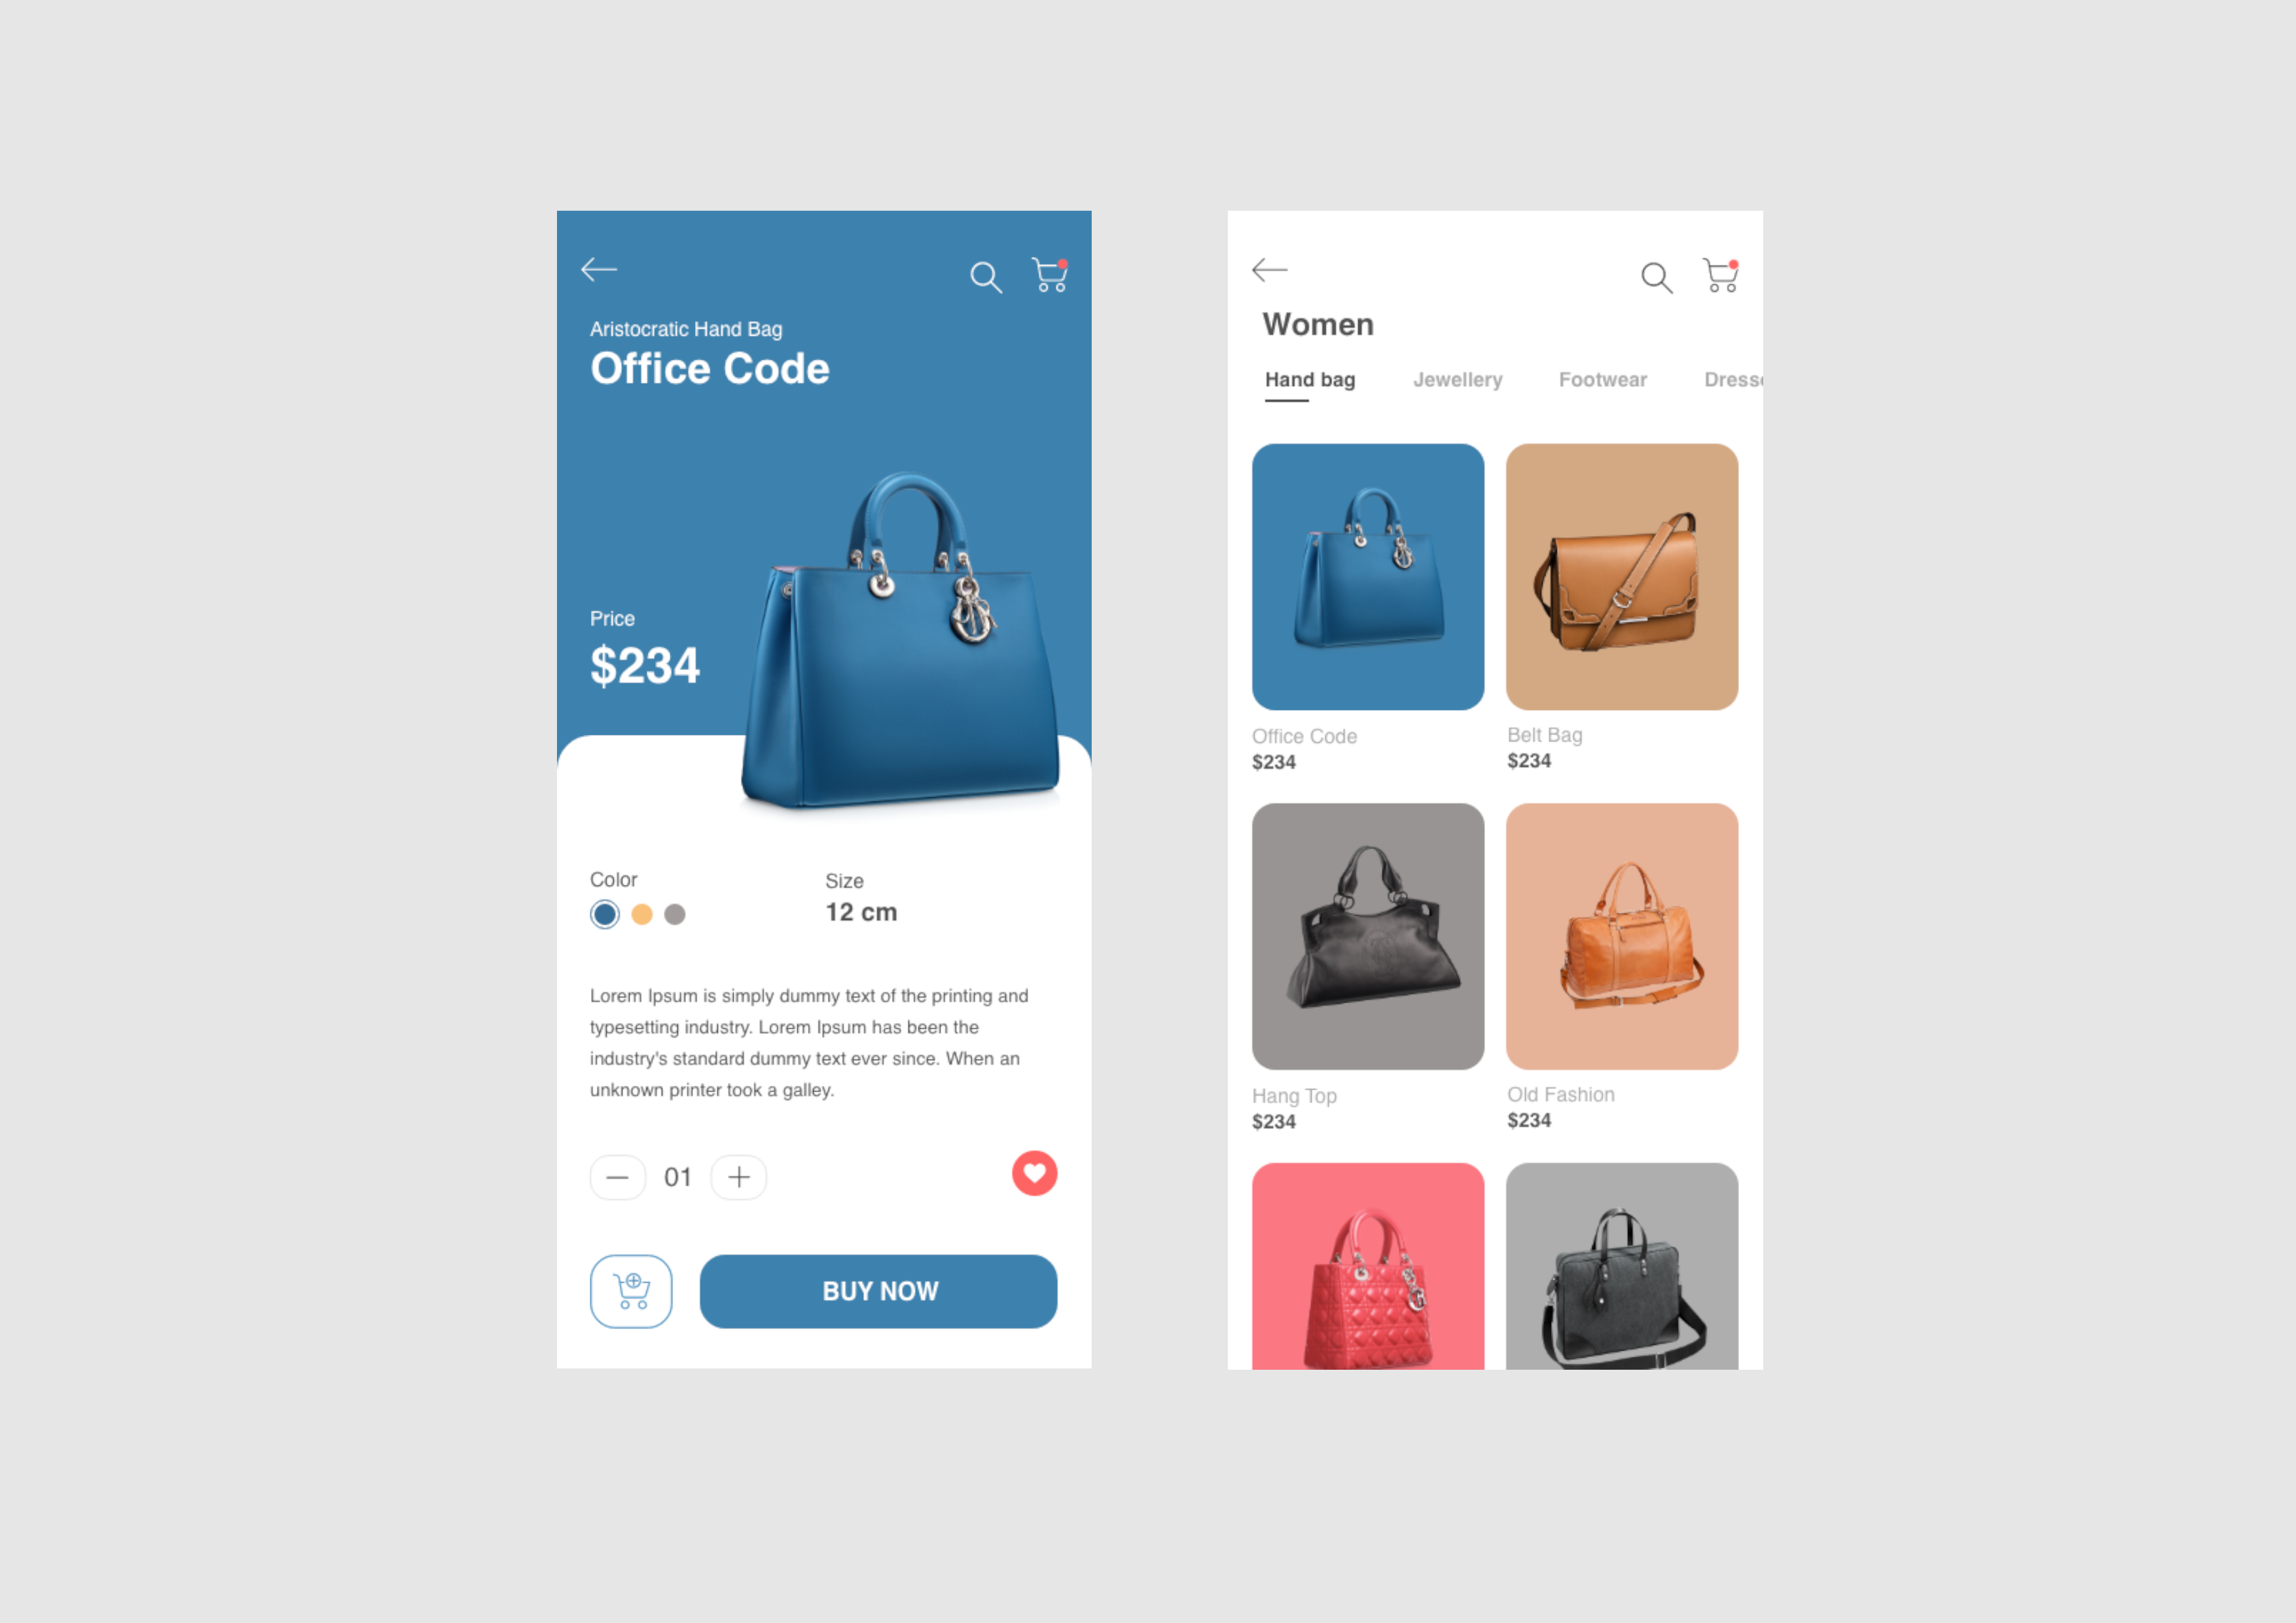 Aristocratic Hand Bag
Office Code
Price
$234
Color
Size
12 cm
Lorem Ipsum is simply dummy text of the printing and
typesetting industry. Lorem Ipsum has been the
industry's standard dummy text ever since. When an
unknown printer took a galley.
01
BUY NOW
Women
Hand bag Jewellery Footwear Dresse
Office Code
$234
Belt Bag
$234
Hang Top
$234
Old Fashion
$234